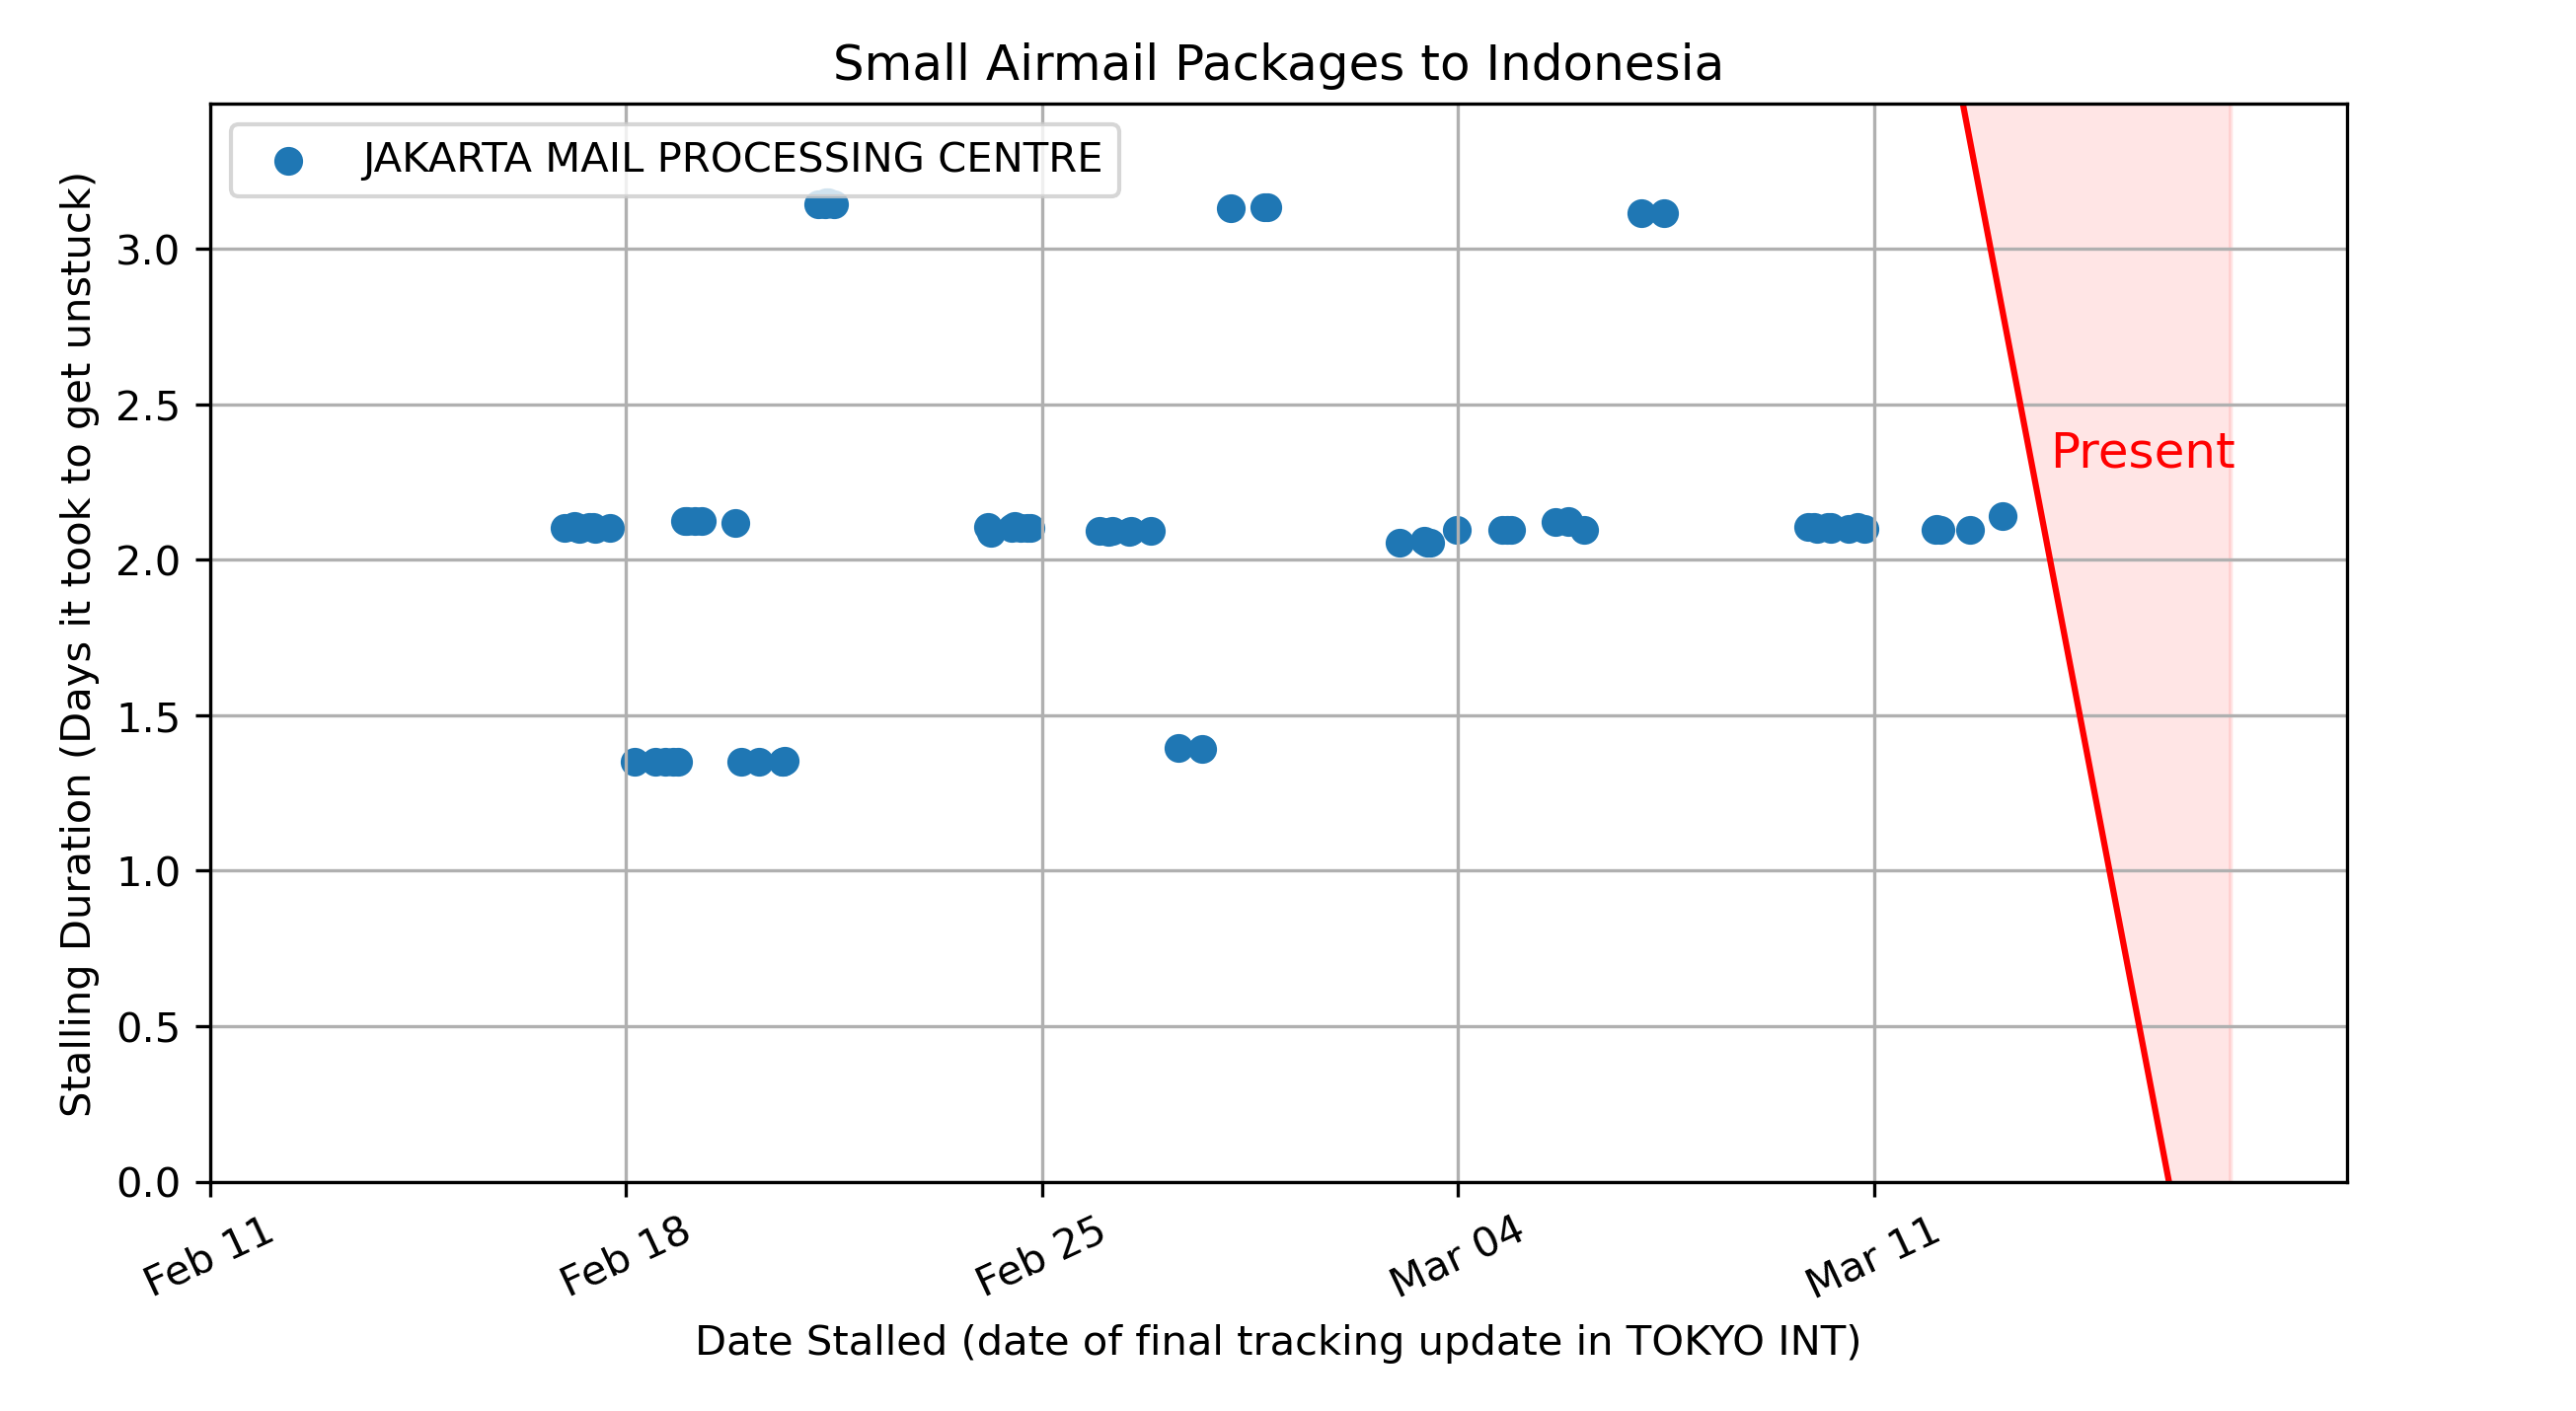 Small Airmail Packages to Indonesia
JAKARTA MAIL PROCESSING CENTRE
Stalling Duration (Days it took to get unstuck)
3.0
2.5
2.0
1.5
1.0
0.5
0.0
Present
Feb 11
Feb 18
Feb 25
Mar 04
Mar 11
Date Stalled (date of final tracking update in TOKYO INT)